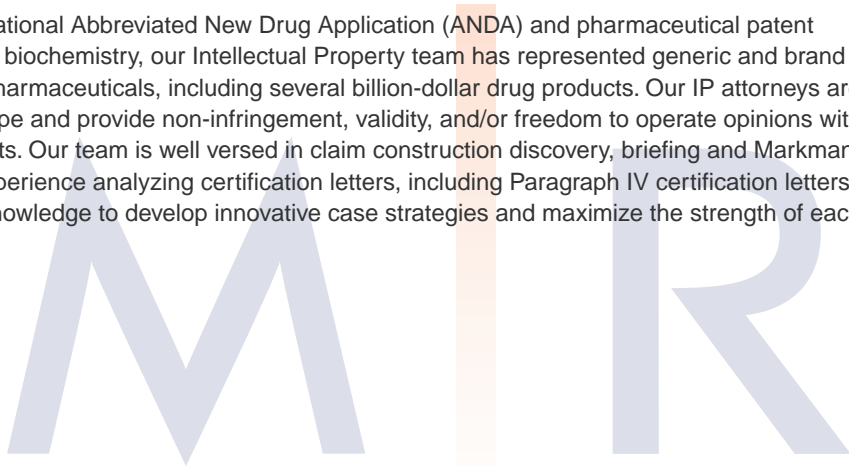 ational Abbreviated New Drug Application (ANDA) and pharmaceutical patent
biochemistry, our Intellectual Property team has represented generic and brand
harmaceuticals, including several billion-dollar drug products. Our IP attorneys ar
pe and provide non-infringement, validity, and/or freedom to operate opinions wit
ts. Our team is well versed in claim construction discovery, briefing and Markman
perience analyzing certification letters, including Paragraph IV certification letters
nowledge to develop innovative case strategies and maximize the strength of eac
M R